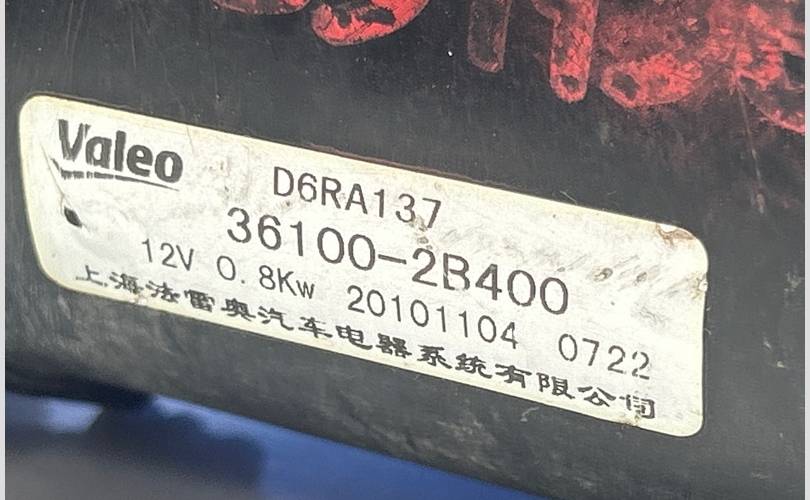 Valeo
D6RA137
36100-2B400
12V 0.8Kw 20101104 0722
上海法雷奥汽车电器系统有限公司